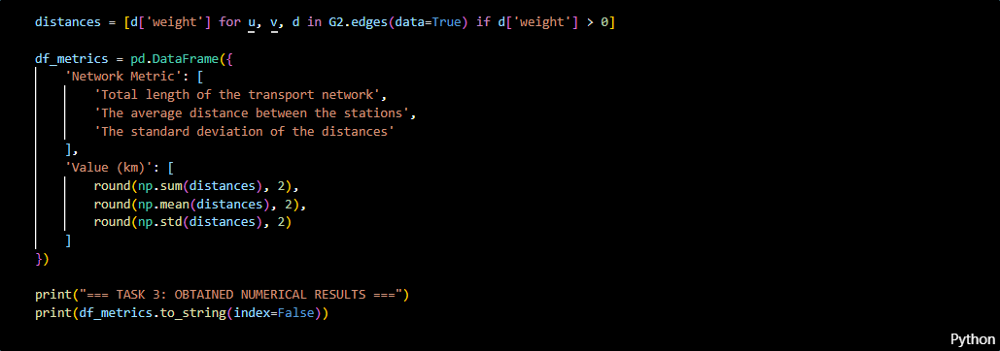 distances = [d['weight'] for u, v, d in G2.edges(data=True) if d['weight'] > 0]
df_metrics = pd.DataFrame({
    'Network Metric': [
        'Total length of the transport network',
        'The average distance between the stations',
        'The standard deviation of the distances'
    ],
    'Value (km)': [
        round(np.sum(distances), 2),
        round(np.mean(distances), 2),
        round(np.std(distances), 2)
    ]
})
print("=== TASK 3: OBTAINED NUMERICAL RESULTS ===")
print(df_metrics.to_string(index=False))
Python